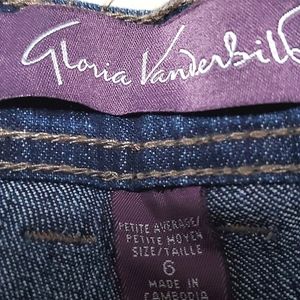 Gloria Vanderbilt
PETITE AVERAGE/
PETITE MOYEN
SIZE/TAILLE
6
MADE IN
CAMBODIA